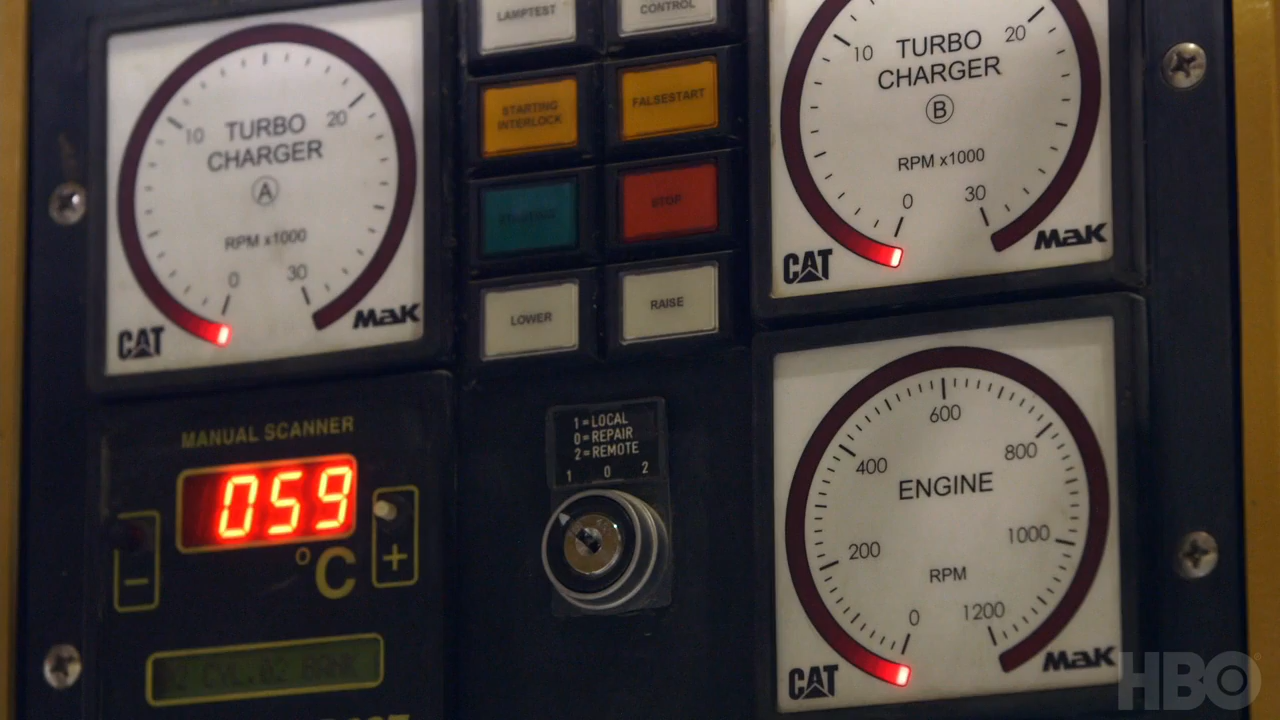 10
20
TURBO
CHARGER
A
RPM x1000
0
30
CAT
MaK
LAMPTEST
CONTROL
STARTING
INTERLOCK
FALSESTART
STOP
LOWER
RAISE
10
20
TURBO
CHARGER
B
RPM x1000
0
30
CAT
MaK
MANUAL SCANNER
059
°C
−
+
1=LOCAL
0=REPAIR
2=REMOTE
1 0 2
600
400
800
ENGINE
200
1000
RPM
0
1200
CAT
MaK
HBO